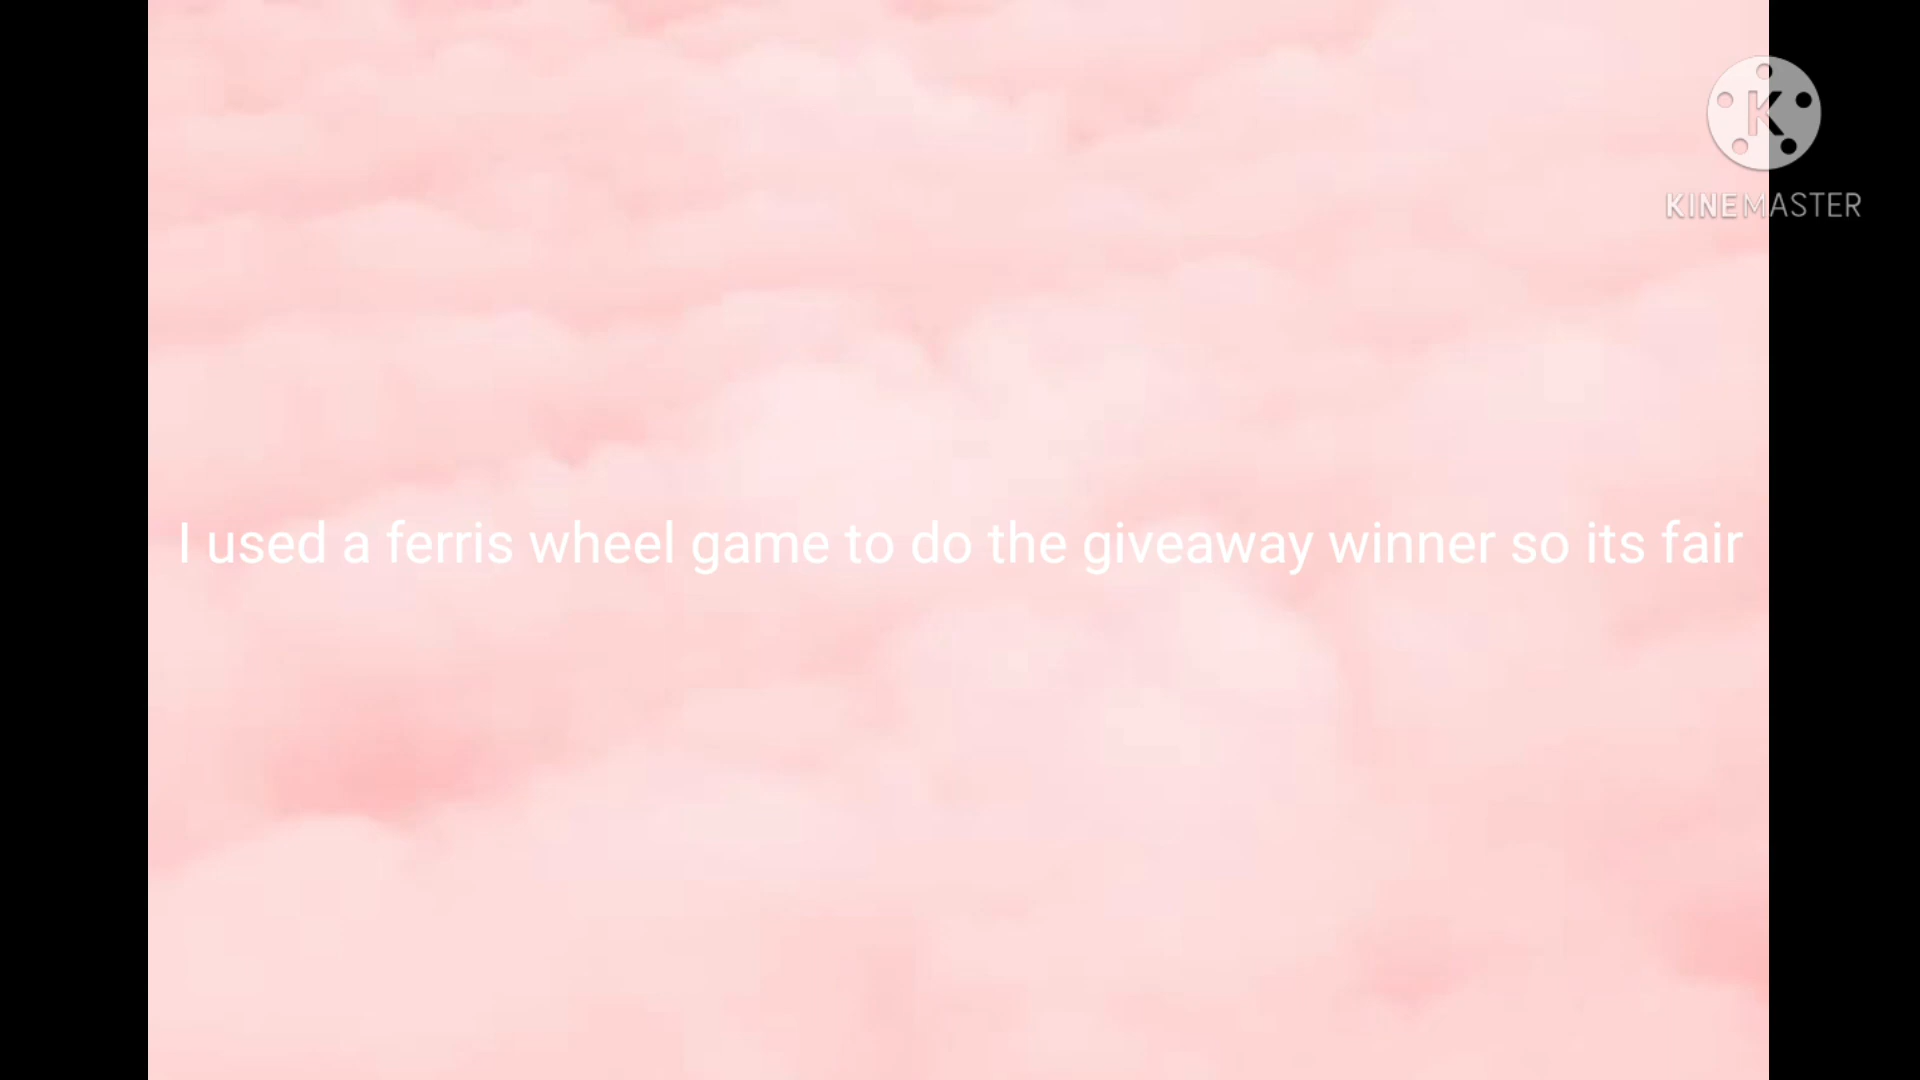 K
KINEMASTER
I used a ferris wheel game to do the giveaway winner so its fair